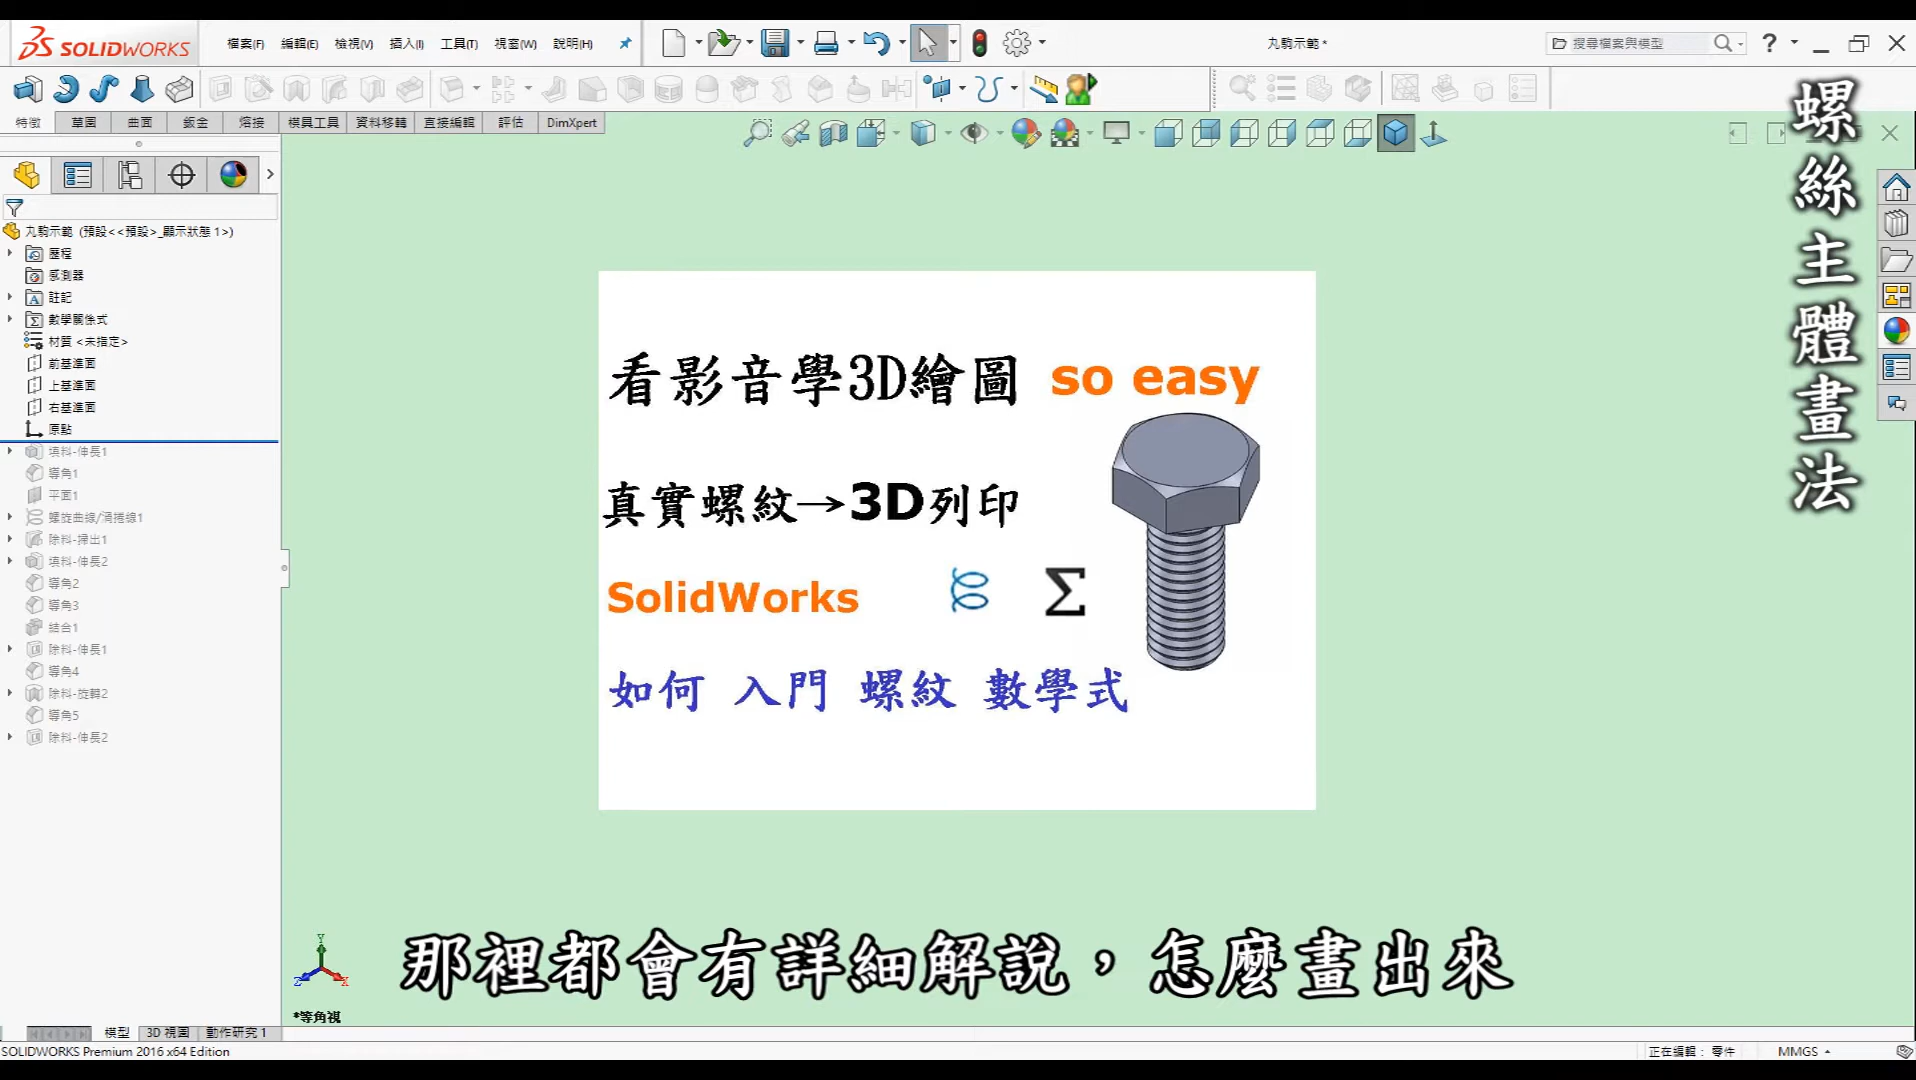 SOLIDWORKS
檔案(F) 編輯(E) 檢視(V) 插入(I) 工具(T) 視窗(W) 說明(H)
丸駒示範 *
搜尋檔案與模型
特徵 草圖 曲面 鈑金 熔接 模具工具 資料移轉 直接編輯 評估 DimXpert
丸駒示範 (預設<<預設>_顯示狀態 1>)
歷程
感測器
註記
數學關係式
材質 <未指定>
前基準面
上基準面
右基準面
原點
填料-伸長1
導角1
平面1
螺旋曲線/渦捲線1
除料-掃出1
填料-伸長2
導角2
導角3
結合1
除料-伸長1
導角4
除料-旋轉2
導角5
除料-伸長2
看影音學3D繪圖 so easy
真實螺紋→3D列印
SolidWorks Σ
如何 入門 螺紋 數學式
螺絲主體畫法
那裡都會有詳細解說，怎麼畫出來
Y
Z X
*等角視
模型 3D 視圖 動作研究 1
SOLIDWORKS Premium 2016 x64 Edition
正在編輯： 零件
MMGS